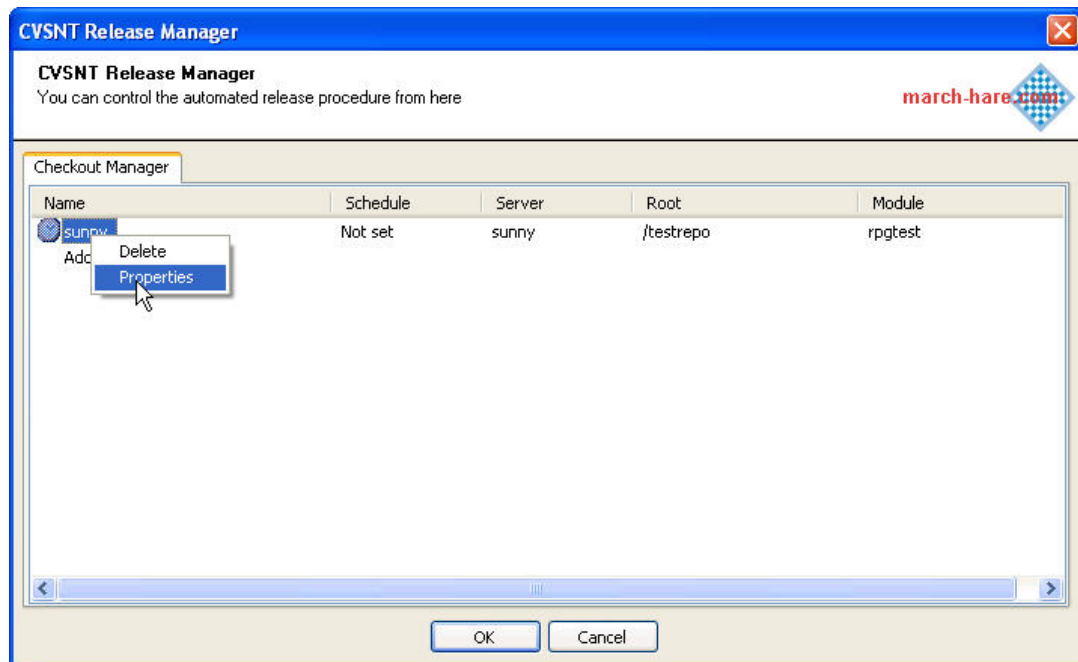 CVSNT Release Manager
CVSNT Release Manager
You can control the automated release procedure from here
march-hare.com
Checkout Manager
Name Schedule Server Root Module
sunny Not set sunny /testrepo rpgtest
Delete
Properties
OK Cancel